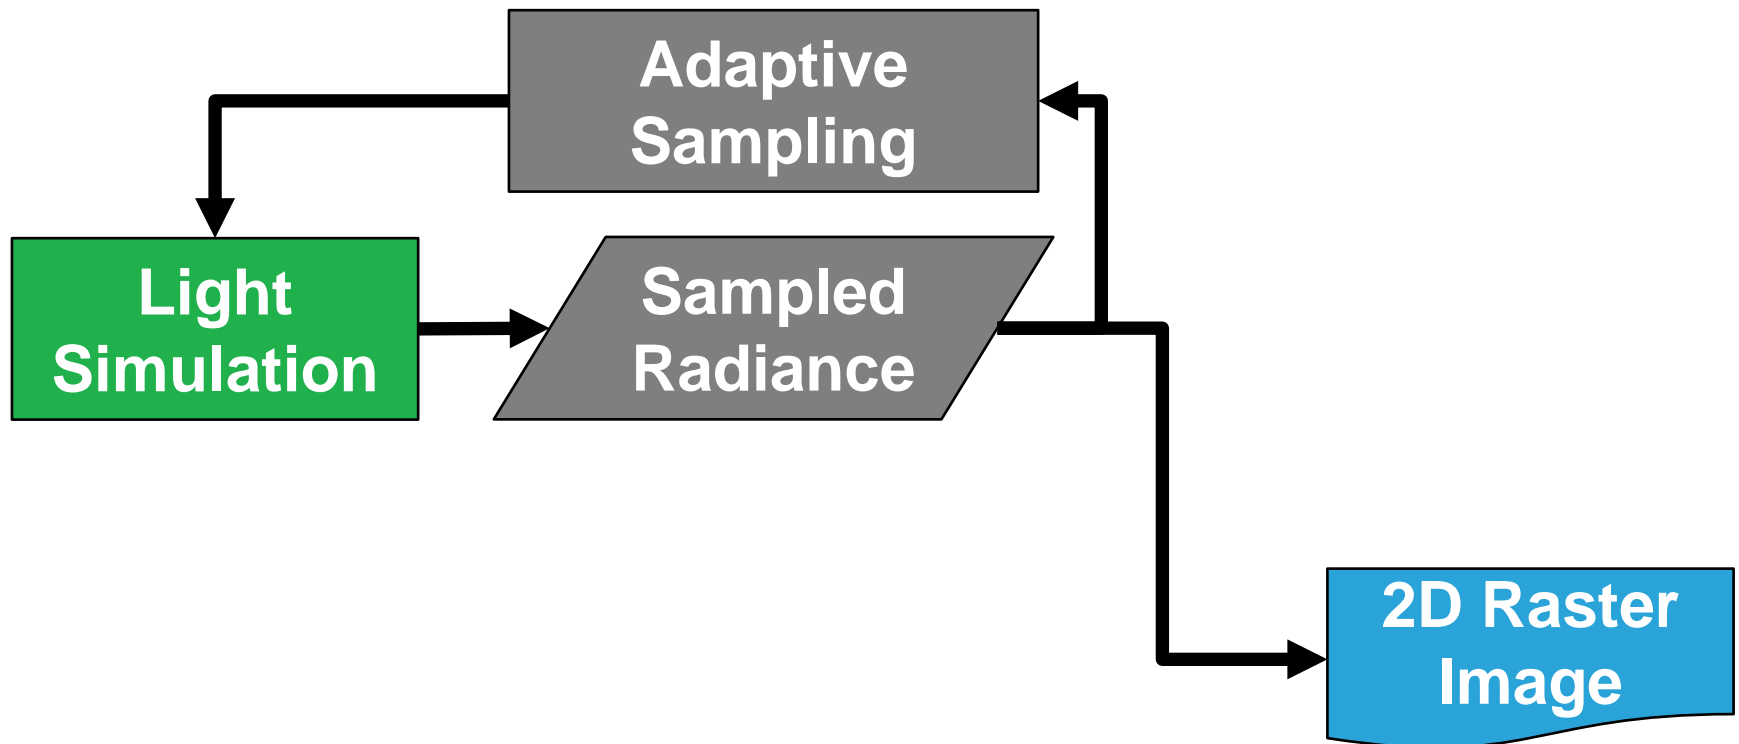 Adaptive
Sampling
Light
Simulation
Sampled
Radiance
2D Raster
Image